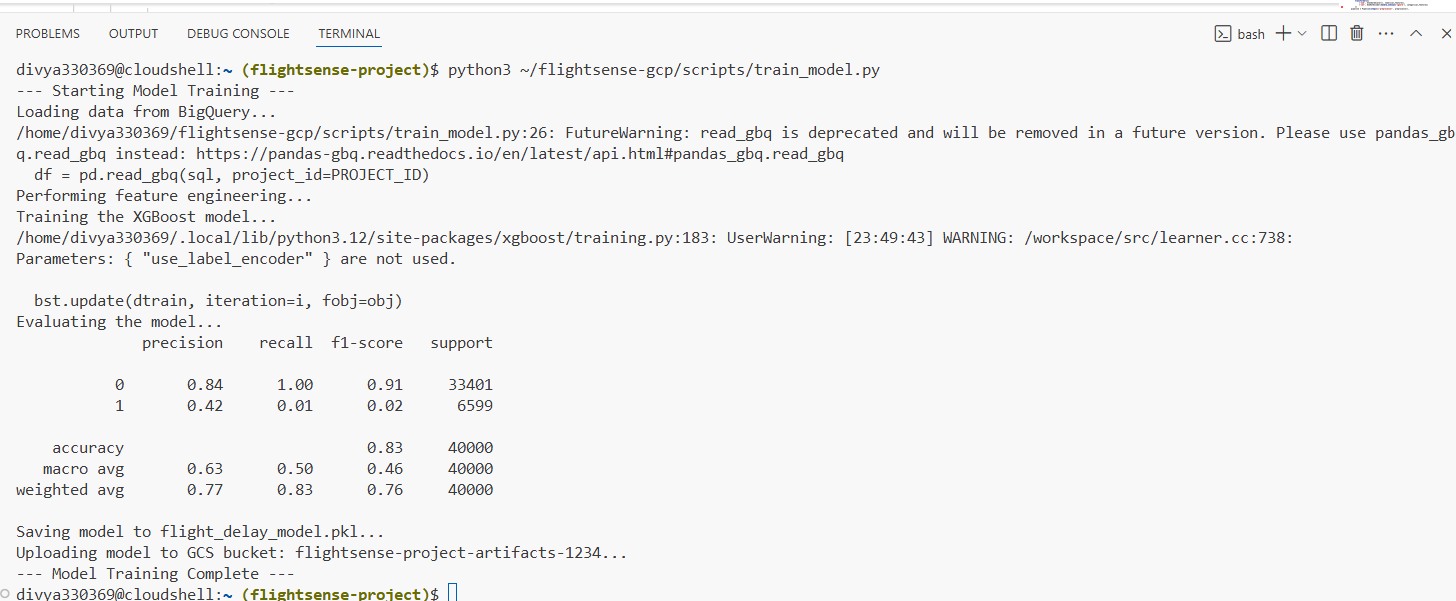 PROBLEMS OUTPUT DEBUG CONSOLE TERMINAL bash
divya330369@cloudshell:~ (flightsense-project)$ python3 ~/flightsense-gcp/scripts/train_model.py
--- Starting Model Training ---
Loading data from BigQuery...
/home/divya330369/flightsense-gcp/scripts/train_model.py:26: FutureWarning: read_gbq is deprecated and will be removed in a future version. Please use pandas_gb
q.read_gbq instead: https://pandas-gbq.readthedocs.io/en/latest/api.html#pandas_gbq.read_gbq
  df = pd.read_gbq(sql, project_id=PROJECT_ID)
Performing feature engineering...
Training the XGBoost model...
/home/divya330369/.local/lib/python3.12/site-packages/xgboost/training.py:183: UserWarning: [23:49:43] WARNING: /workspace/src/learner.cc:738:
Parameters: { "use_label_encoder" } are not used.
  bst.update(dtrain, iteration=i, fobj=obj)
Evaluating the model...
              precision    recall  f1-score   support
           0       0.84      1.00      0.91     33401
           1       0.42      0.01      0.02      6599
    accuracy                           0.83     40000
   macro avg       0.63      0.50      0.46     40000
weighted avg       0.77      0.83      0.76     40000
Saving model to flight_delay_model.pkl...
Uploading model to GCS bucket: flightsense-project-artifacts-1234...
--- Model Training Complete ---
divya330369@cloudshell:~ (flightsense-project)$